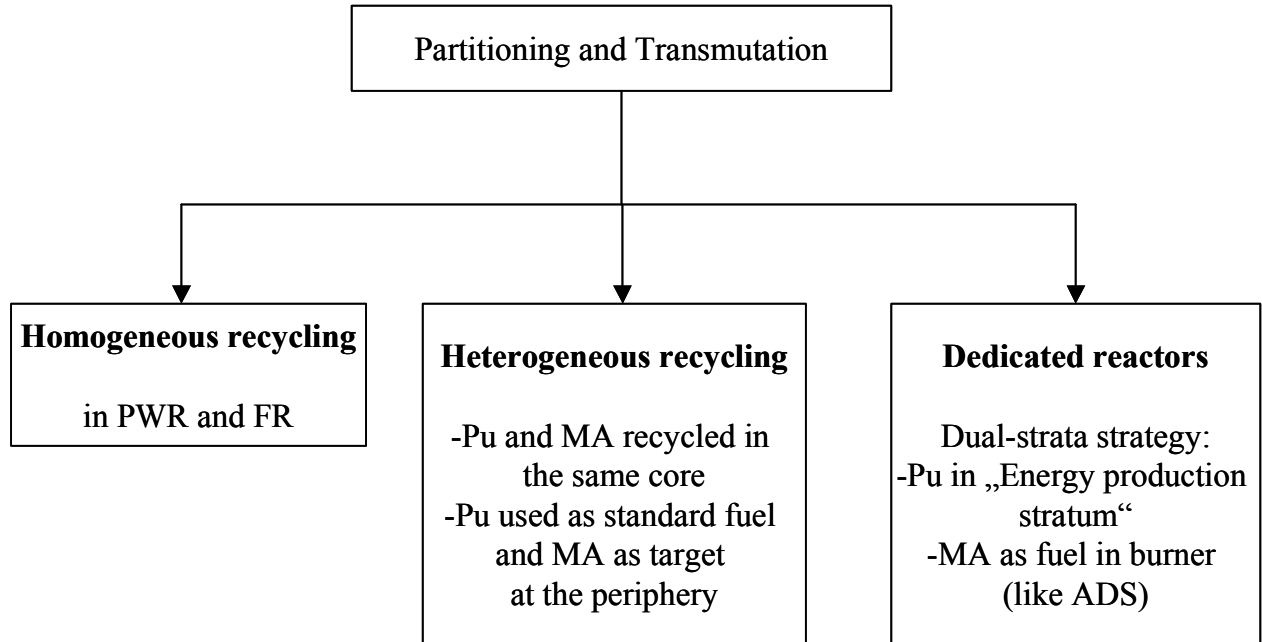 Partitioning and Transmutation
Homogeneous recycling
in PWR and FR
Heterogeneous recycling
-Pu and MA recycled in
the same core
-Pu used as standard fuel
and MA as target
at the periphery
Dedicated reactors
Dual-strata strategy:
-Pu in „Energy production
stratum“
-MA as fuel in burner
(like ADS)